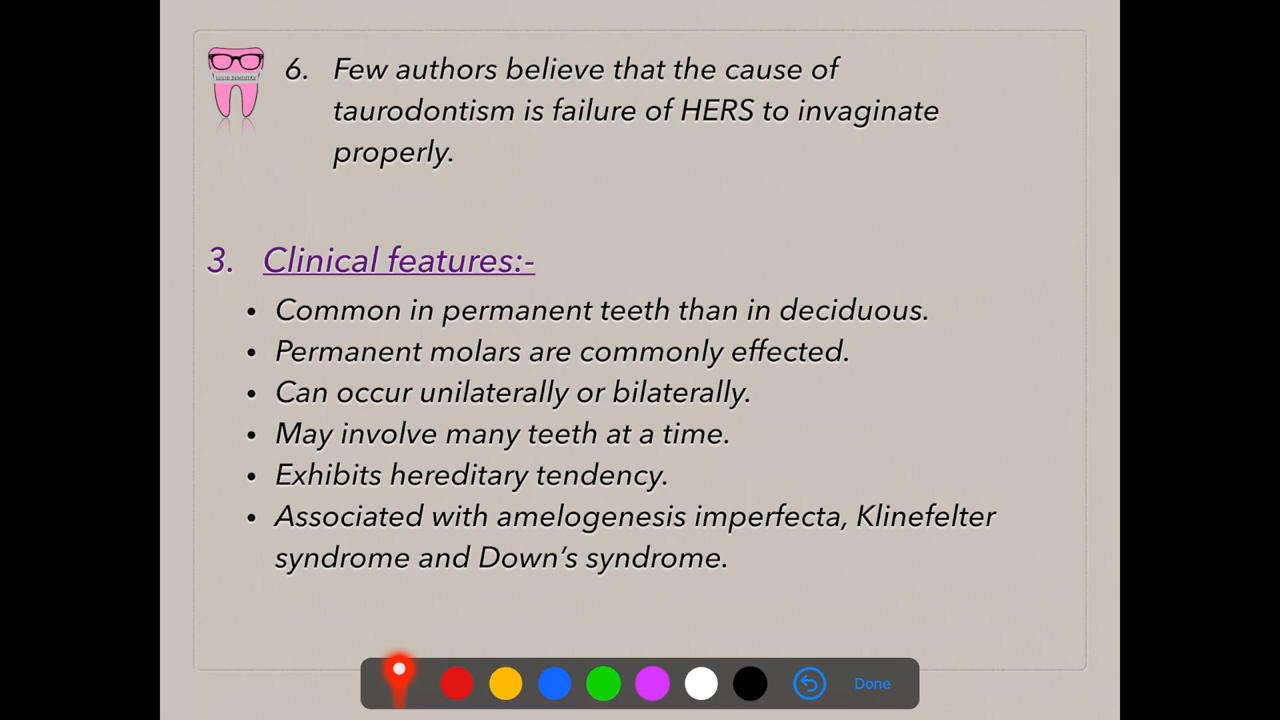 6. Few authors believe that the cause of
taurodontism is failure of HERS to invaginate
properly.
3. Clinical features:-
• Common in permanent teeth than in deciduous.
• Permanent molars are commonly effected.
• Can occur unilaterally or bilaterally.
• May involve many teeth at a time.
• Exhibits hereditary tendency.
• Associated with amelogenesis imperfecta, Klinefelter
syndrome and Down’s syndrome.
Done